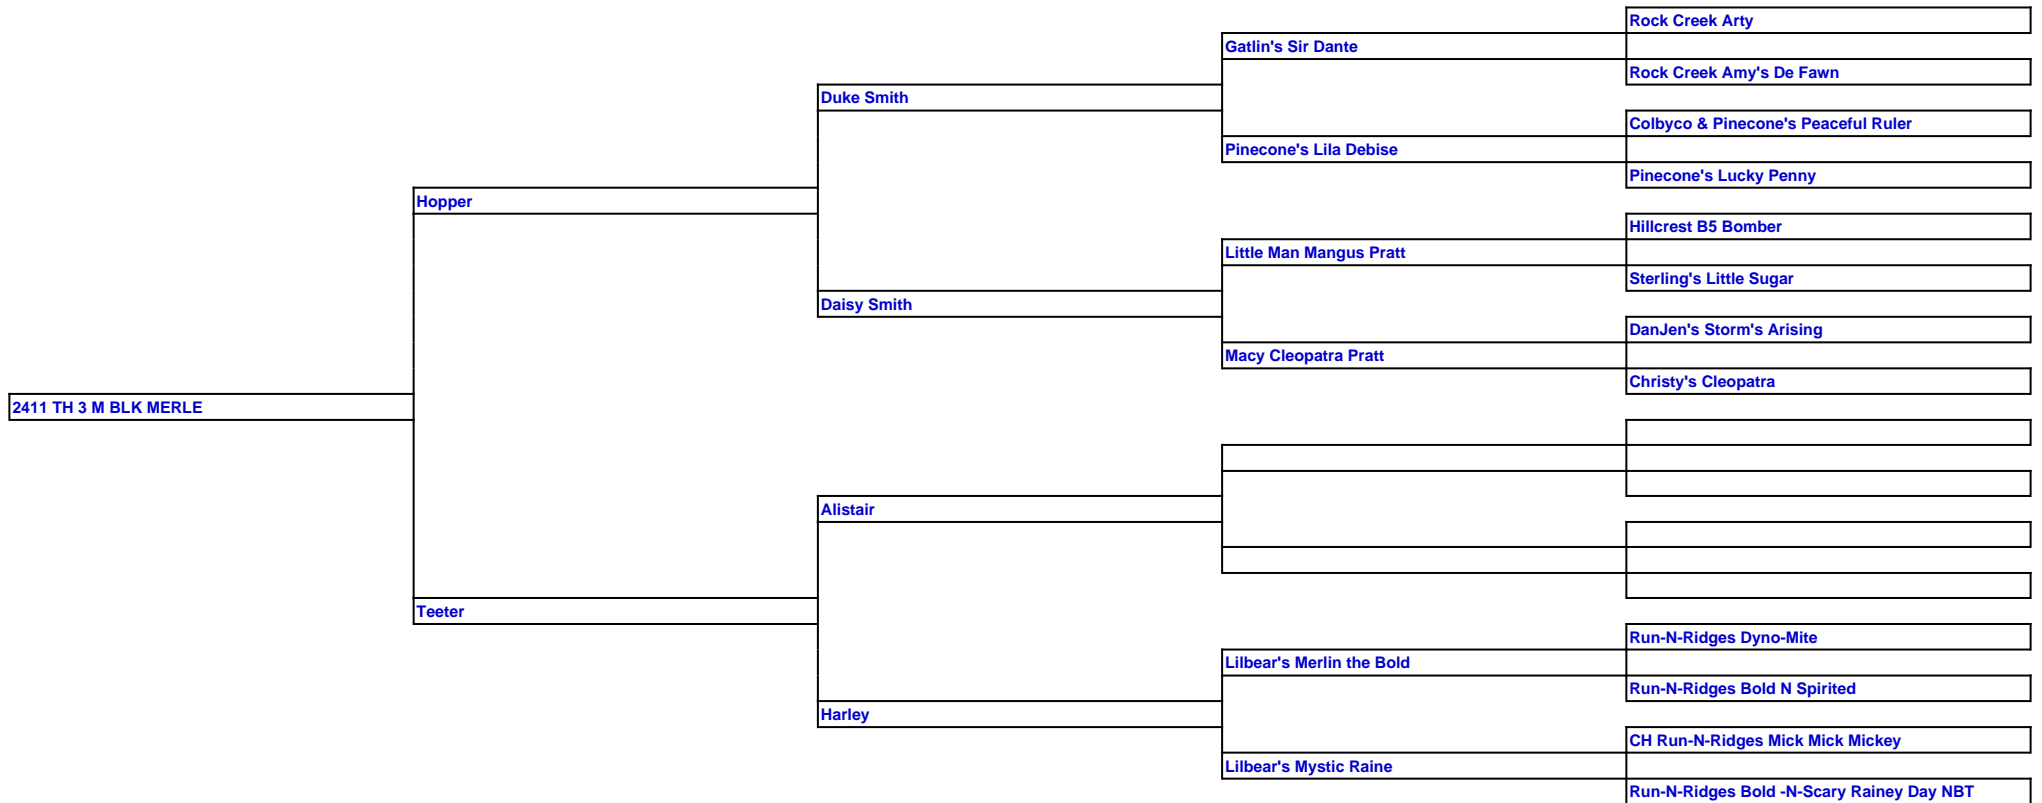 Rock Creek Arty
Gatlin's Sir Dante
Rock Creek Amy's De Fawn
Duke Smith
Colbyco & Pinecone's Peaceful Ruler
Pinecone's Lila Debise
Pinecone's Lucky Penny
Hopper
Hillcrest B5 Bomber
Little Man Mangus Pratt
Sterling's Little Sugar
Daisy Smith
DanJen's Storm's Arising
Macy Cleopatra Pratt
Christy's Cleopatra
2411 TH 3 M BLK MERLE
Alistair
Teeter
Run-N-Ridges Dyno-Mite
Lilbear's Merlin the Bold
Run-N-Ridges Bold N Spirited
Harley
CH Run-N-Ridges Mick Mick Mickey
Lilbear's Mystic Raine
Run-N-Ridges Bold -N-Scary Rainey Day NBT